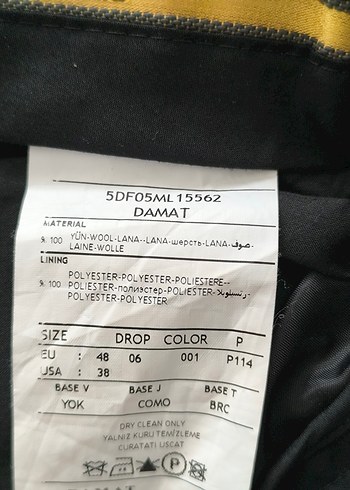 5DF05ML15562
DAMAT
MATERIAL
% 100 YÜN-WOOL-LANA--LANA-шерсть-LANA-صوف-
LAINE-WOLLE
LINING
% 100 POLYESTER-POLYESTER-POLIESTERE--
POLIESTER-полиэстер-POLIESTER-
POLYESTER-POLYESTER
SIZE DROP COLOR P
EU : 48 06 001 P114
USA : 38
BASE V BASE J BASE T
YOK COMO BRC
DRY CLEAN ONLY
YALNIZ KURU TEMİZLEME
CURATATI USCAT
P